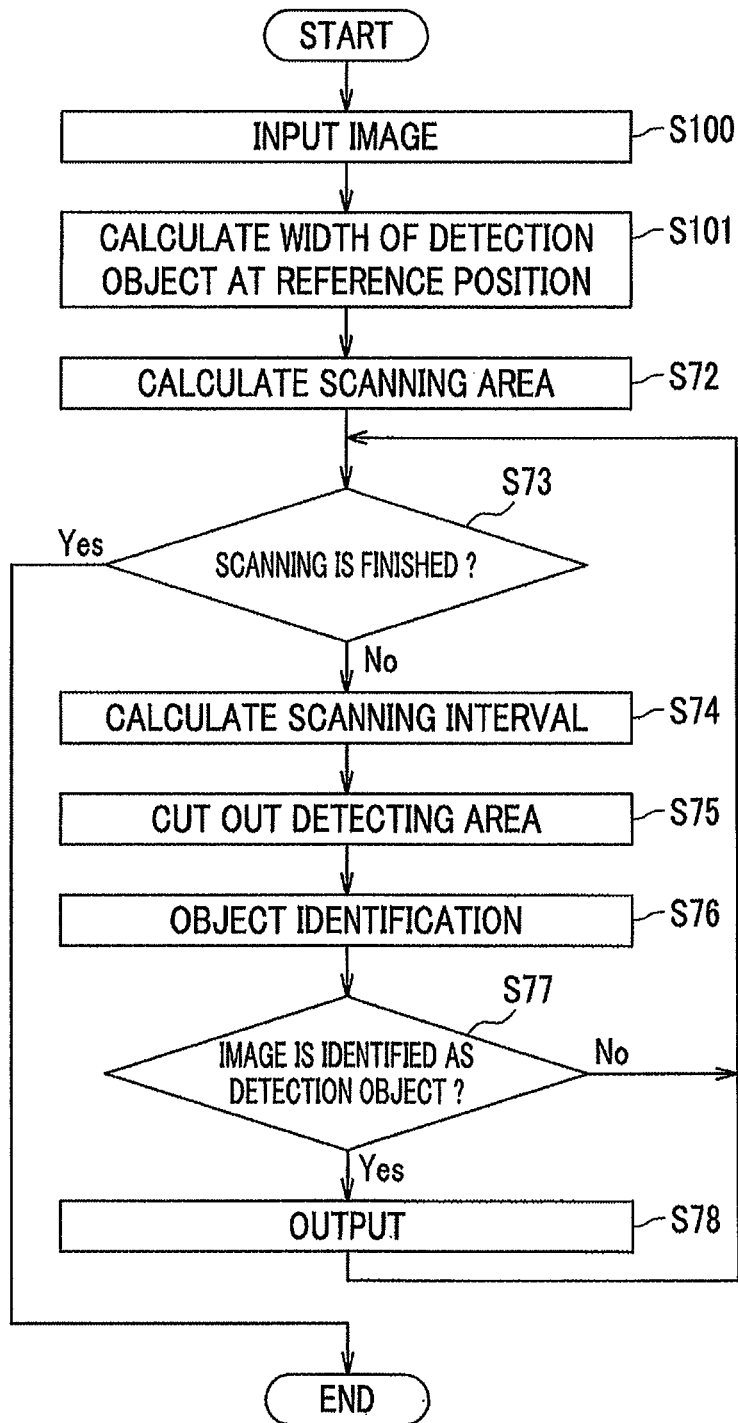 START
INPUT IMAGE
S100
CALCULATE WIDTH OF DETECTION
OBJECT AT REFERENCE POSITION
S101
CALCULATE SCANNING AREA
S72
S73
Yes
SCANNING IS FINISHED ?
No
CALCULATE SCANNING INTERVAL
S74
CUT OUT DETECTING AREA
S75
OBJECT IDENTIFICATION
S76
S77
IMAGE IS IDENTIFIED AS
DETECTION OBJECT ?
No
Yes
OUTPUT
S78
END